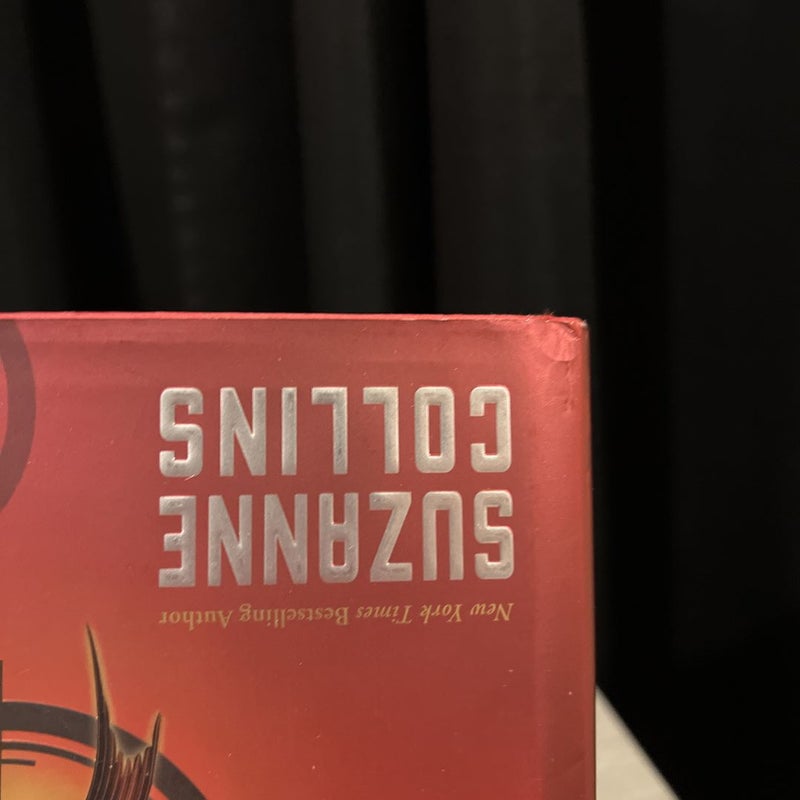 New York Times Bestselling Author
SUZANNE
COLLINS